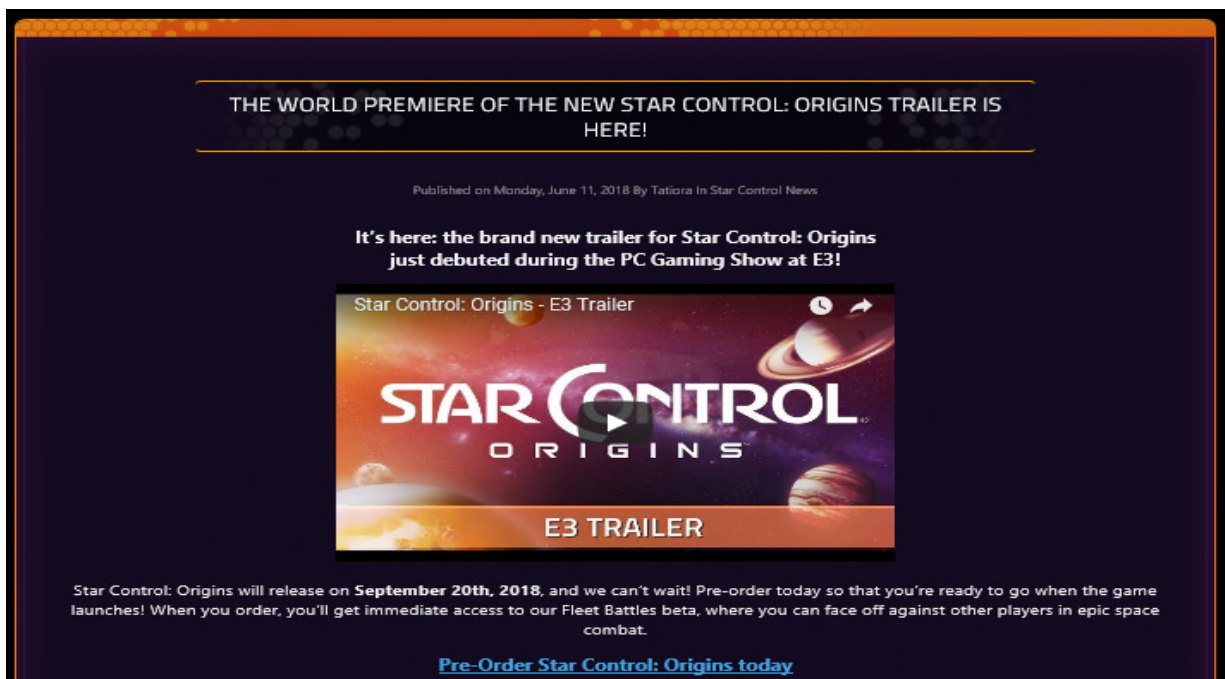 THE WORLD PREMIERE OF THE NEW STAR CONTROL: ORIGINS TRAILER IS
HERE!
Published on Monday, June 11, 2018 By Tatiora In Star Control News
It's here: the brand new trailer for Star Control: Origins
just debuted during the PC Gaming Show at E3!
Star Control: Origins - E3 Trailer
STAR CONTROL
ORIGINS
E3 TRAILER
Star Control: Origins will release on September 20th, 2018, and we can't wait! Pre-order today so that you're ready to go when the game
launches! When you order, you'll get immediate access to our Fleet Battles beta, where you can face off against other players in epic space
combat.
Pre-Order Star Control: Origins today